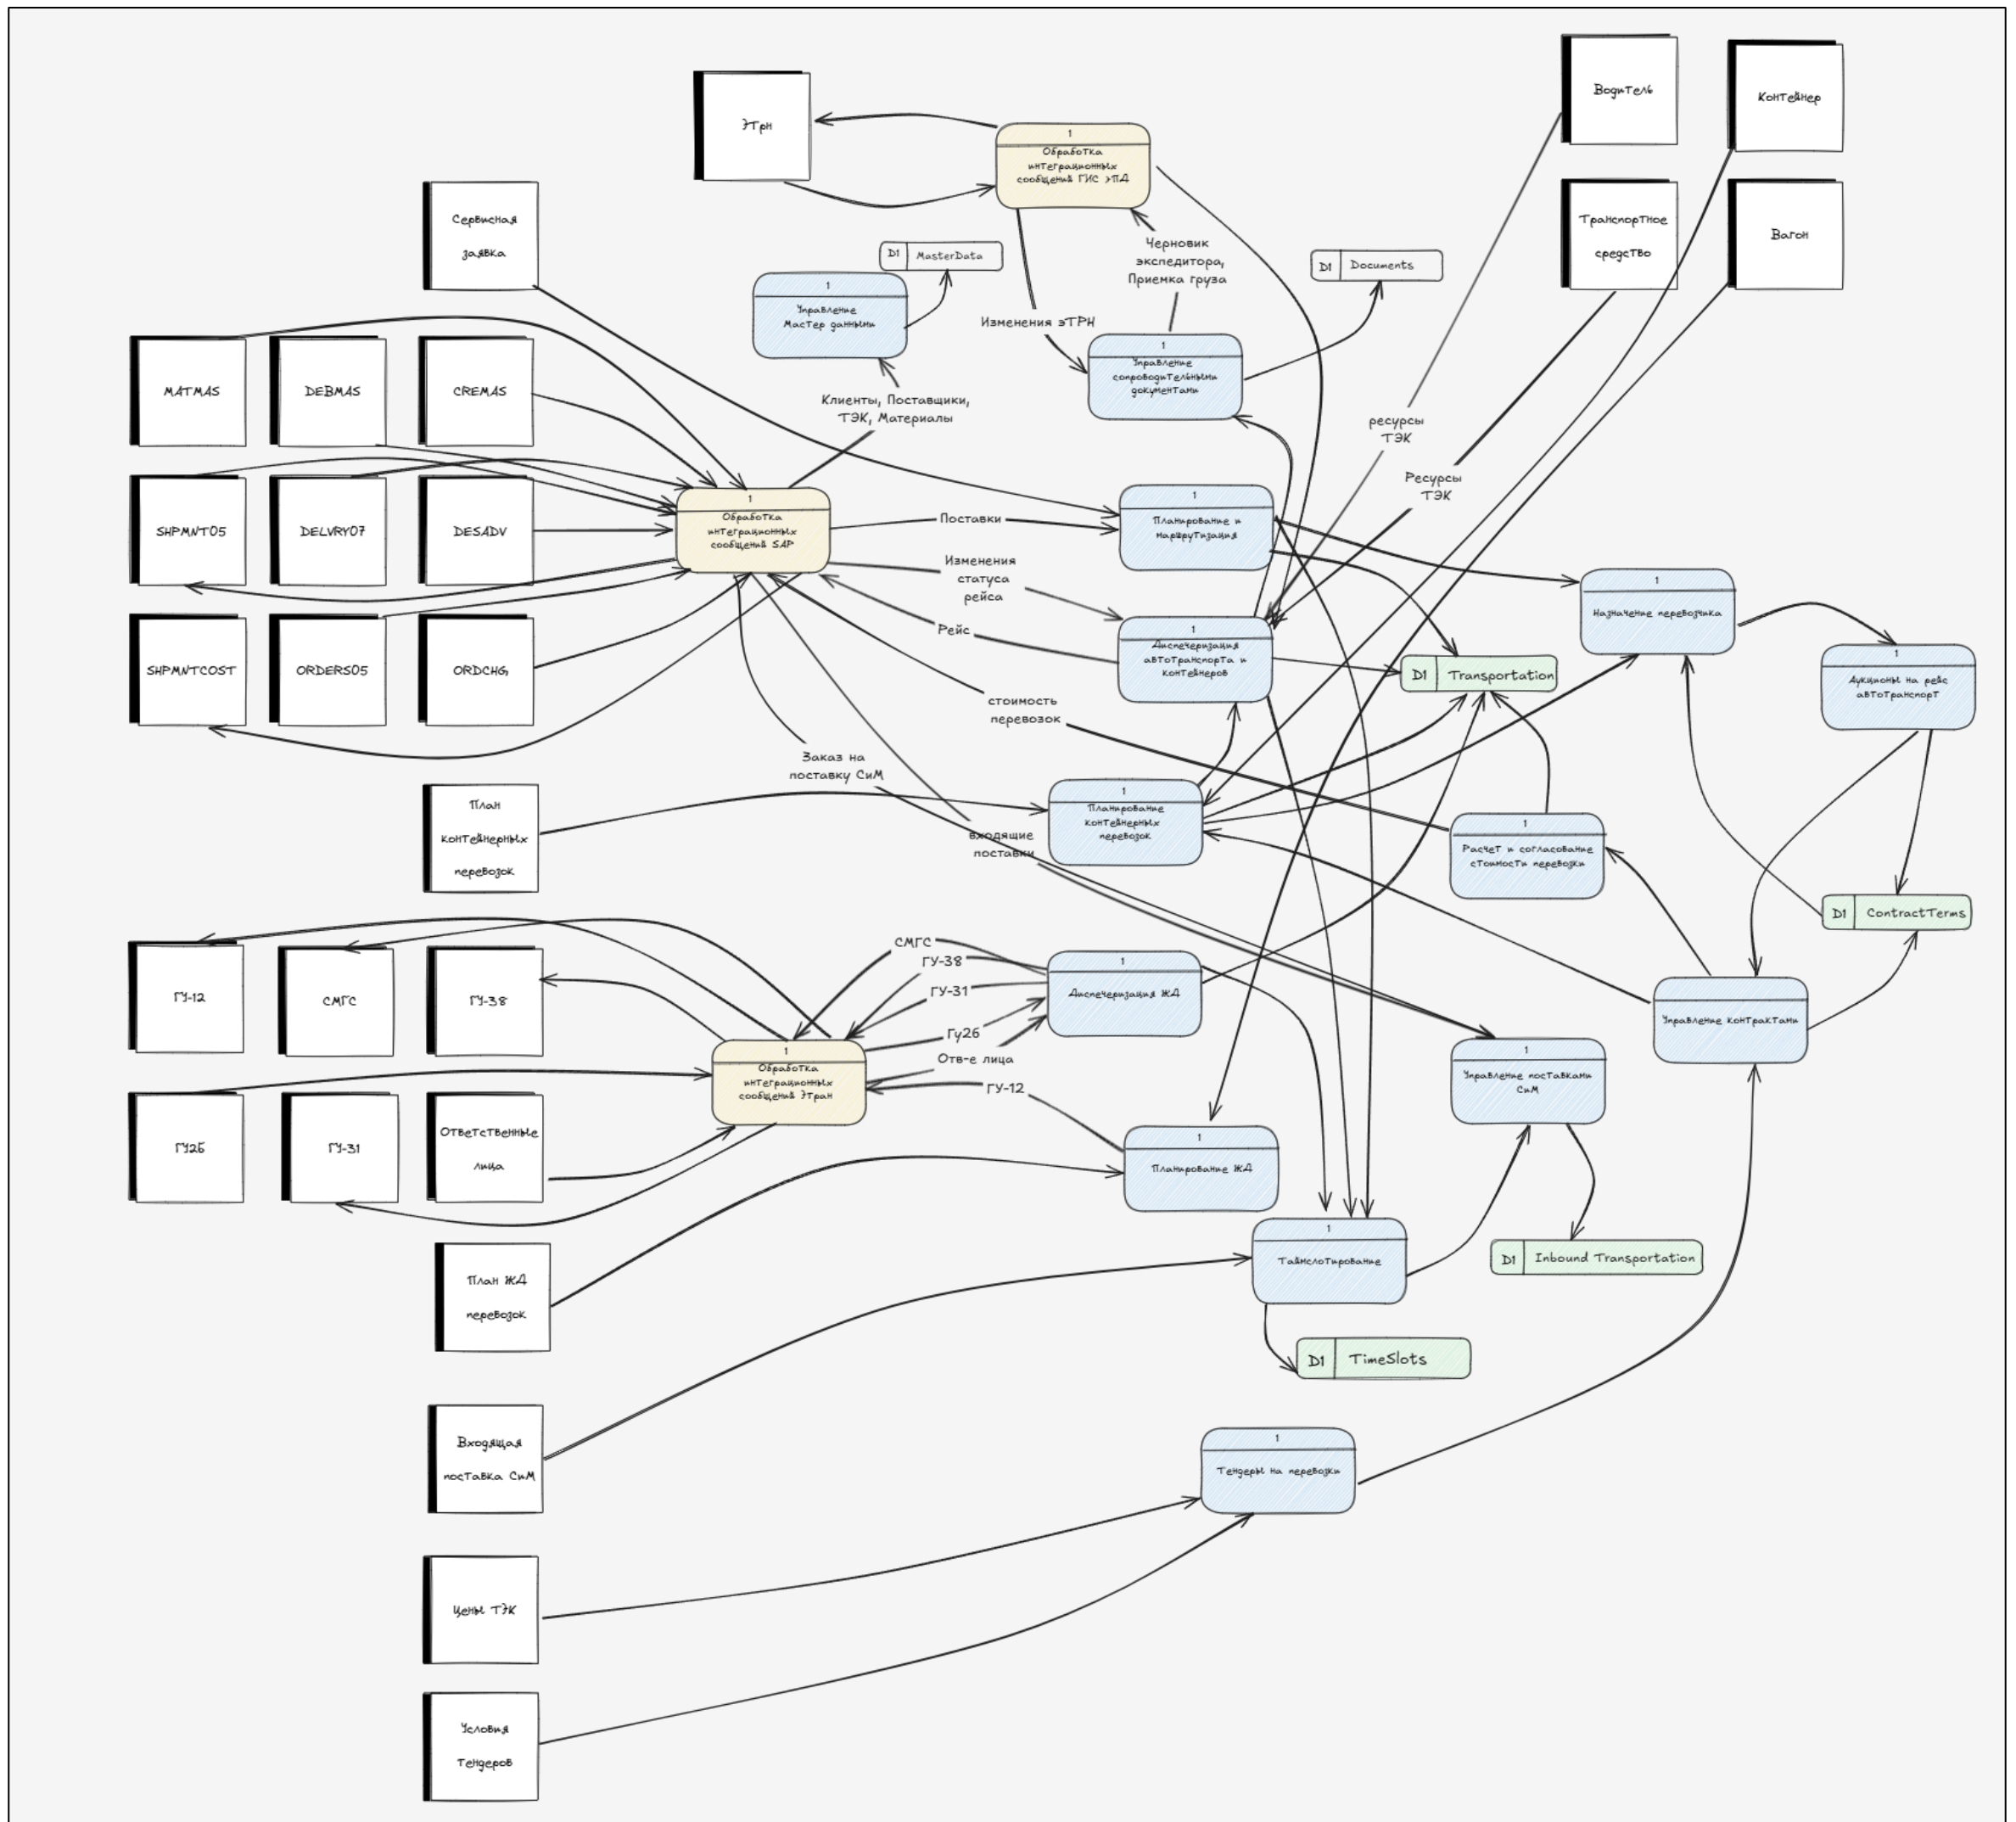 Водитель
Контейнер
ЭТрН
1
Обработка
интеграционных
сообщений ГИС ЭПД
Сервисная
заявка
Транспортное
средство
Вагон
D1
MasterData
Черновик
экспедитора,
Приемка груза
D1
Documents
1
Управление
Мастер данными
Изменения эТРН
1
Управление
сопроводительными
документами
MATMAS
DEBMAS
CREMAS
Клиенты, Поставщики,
ТЭК, Материалы
ресурсы
ТЭК
Ресурсы
ТЭК
SHPMNT05
DELVRY07
DESADV
1
Обработка
интеграционных
сообщений SAP
Поставки
1
Планирование и
маршрутизация
Изменения
статуса
рейса
1
Назначение перевозчика
Рейс
1
Диспечеризация
автотранспорта и
контейнеров
D1
Transportation
1
Аукционы на рейс
автотранспорт
SHPMNTCOST
ORDERS05
ORDCHG
стоимость
перевозок
Заказ на
поставку СиМ
План
контейнерных
перевозок
1
Планирование
контейнерных
перевозок
входящие
поставки
1
Расчет и согласование
стоимости перевозки
D1
ContractTerms
ГУ-12
СМГС
ГУ-38
СМГС
ГУ-38
ГУ-31
Гу26
Отв-е лица
ГУ-12
1
Диспечеризация ЖД
1
Управление контрактами
1
Обработка
интеграционных
сообщений ЭТран
1
Управление поставками
СиМ
ГУ26
ГУ-31
Ответственные
лица
1
Планирование ЖД
План ЖД
перевозок
1
Таймслотирование
D1
Inbound Transportation
D1
TimeSlots
Входящая
поставка СиМ
1
Тендеры на перевозки
Цены ТЭК
Условия
тендеров